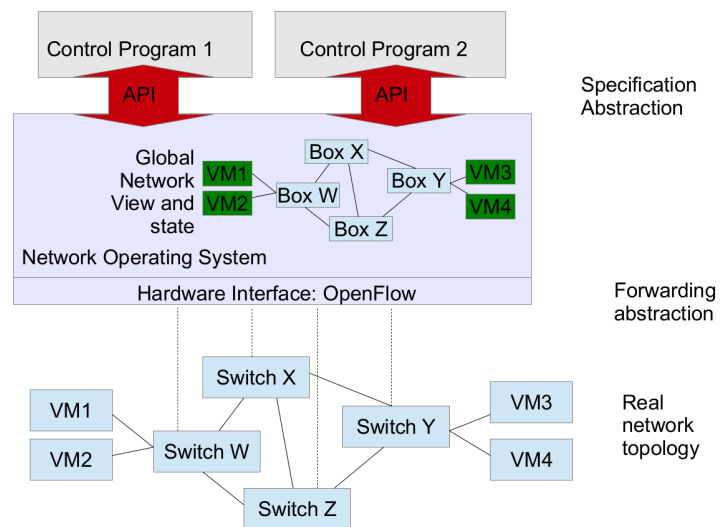 Control Program 1
Control Program 2
API
API
Specification
Abstraction
Global
Network
View and
state
VM1
VM2
Box X
Box W
Box Y
Box Z
VM3
VM4
Network Operating System
Hardware Interface: OpenFlow
Forwarding
abstraction
Switch X
VM1
VM2
Switch W
Switch Y
Switch Z
VM3
VM4
Real
network
topology